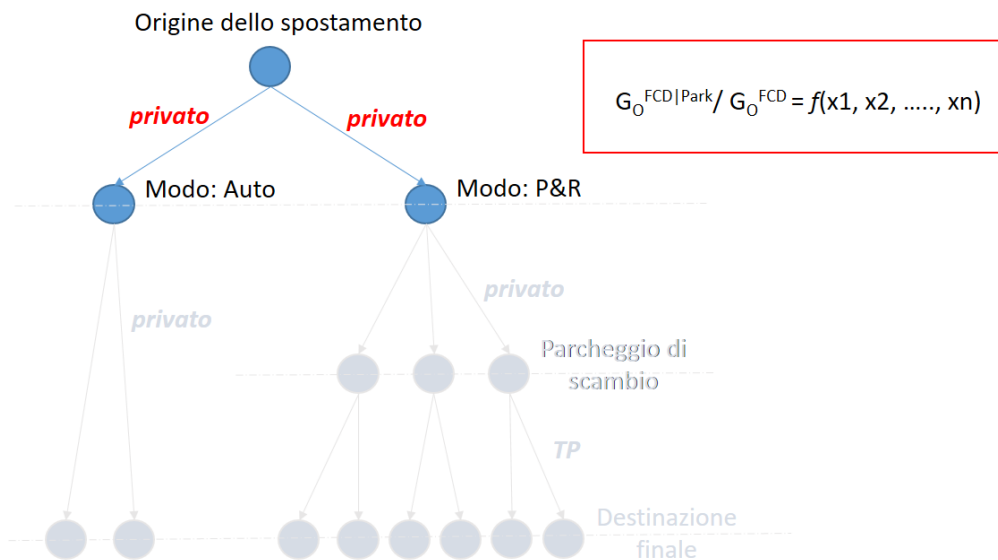 Origine dello spostamento
G_O^FCD|Park / G_O^FCD = f(x1, x2, ....., xn)
privato
privato
Modo: Auto
Modo: P&R
privato
privato
Parcheggio di
scambio
TP
Destinazione
finale